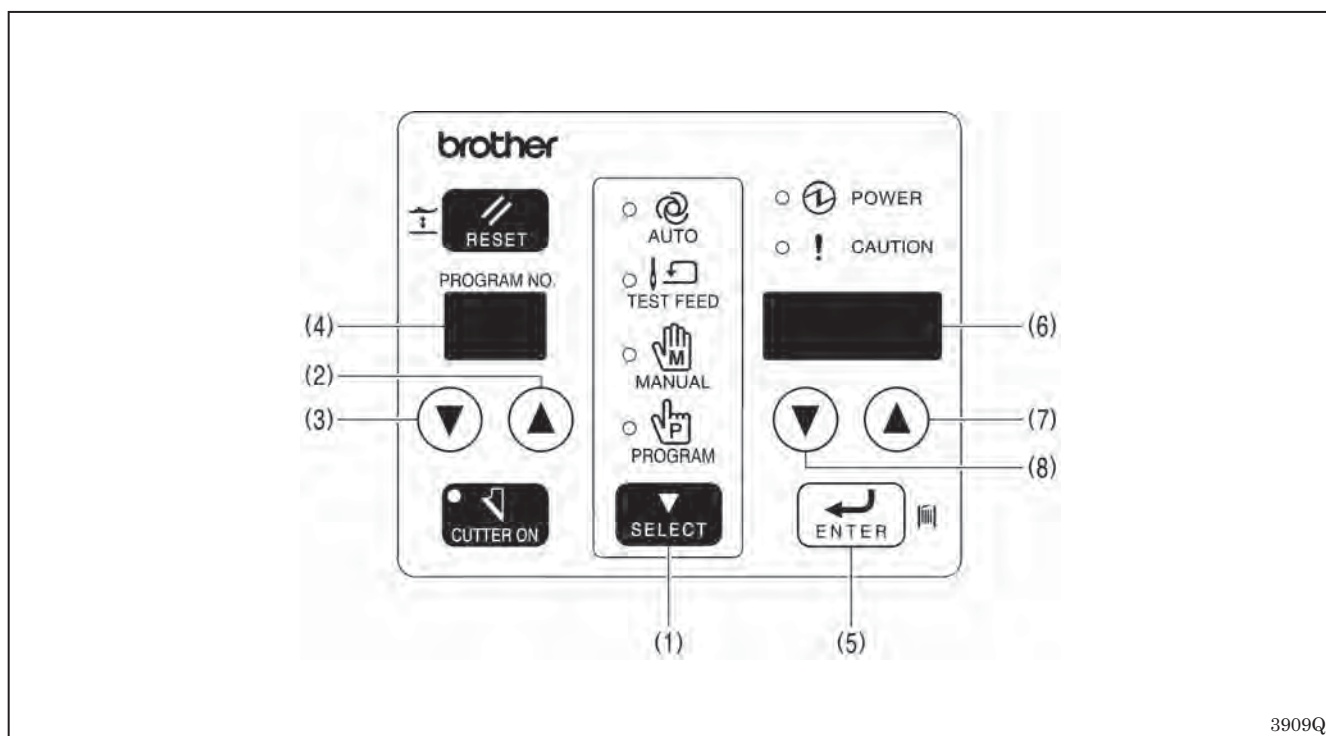 brother
RESET
PROGRAM NO.
(4)
(2)
(3)
CUTTER ON
AUTO
TEST FEED
M
MANUAL
P
PROGRAM
SELECT
(1)
POWER
! CAUTION
(6)
(7)
(8)
ENTER
(5)
3909Q